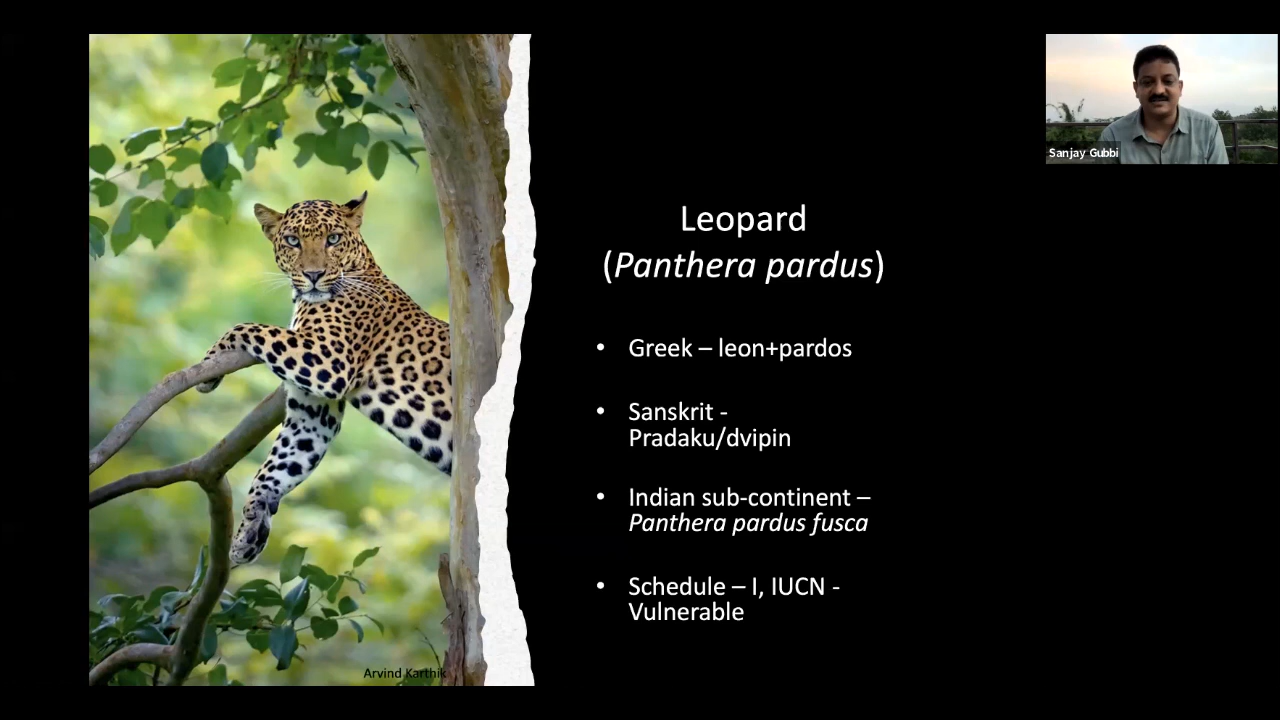 Sanjay Gubbi
Leopard
(Panthera pardus)
• Greek – leon+pardos
• Sanskrit -
Pradaku/dvipin
• Indian sub-continent –
Panthera pardus fusca
• Schedule – I, IUCN -
Vulnerable
Arvind Karthik